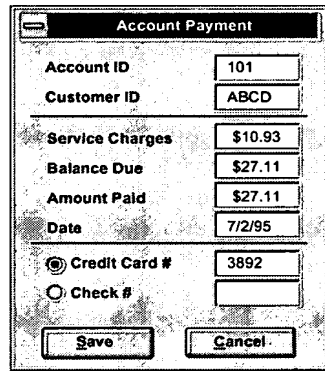 Account Payment
Account ID 101
Customer ID ABCD
Service Charges $10.93
Balance Due $27.11
Amount Paid $27.11
Date 7/2/95
Credit Card # 3892
Check #
Save Cancel